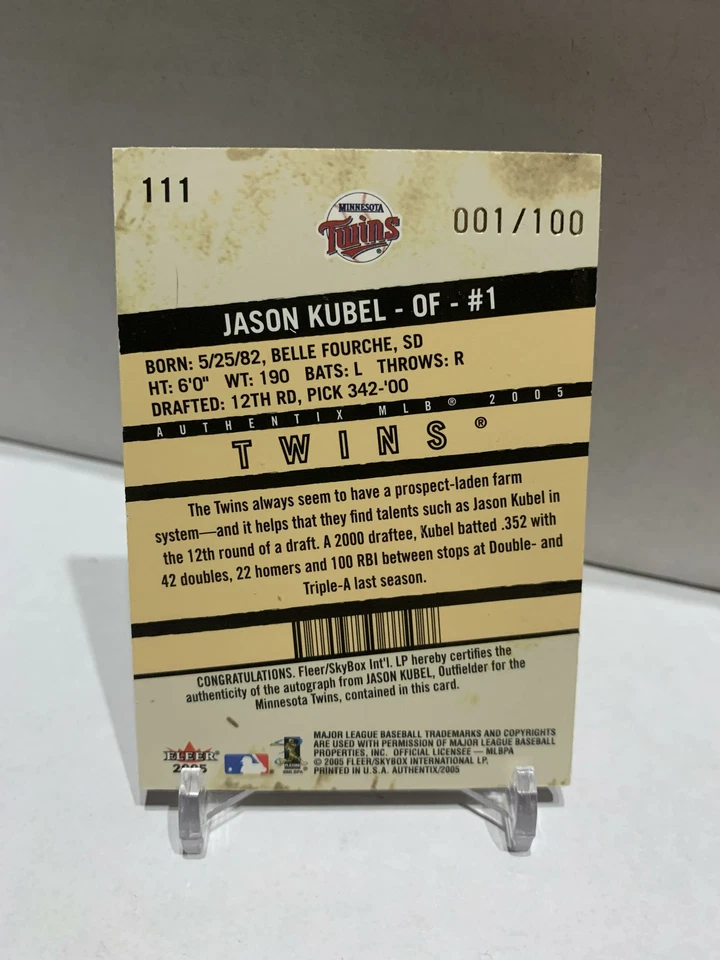 111
MINNESOTA
Twins
001/100
JASON KUBEL - OF - #1
BORN: 5/25/82, BELLE FOURCHE, SD
HT: 6'0" WT: 190 BATS: L THROWS: R
DRAFTED: 12TH RD, PICK 342-'00
AUTHENTIX MLB® 2005
TWINS®
The Twins always seem to have a prospect-laden farm
system—and it helps that they find talents such as Jason Kubel in
the 12th round of a draft. A 2000 draftee, Kubel batted .352 with
42 doubles, 22 homers and 100 RBI between stops at Double- and
Triple-A last season.
CONGRATULATIONS. Fleer/SkyBox Int'l. LP hereby certifies the
authenticity of the autograph from JASON KUBEL, Outfielder for the
Minnesota Twins, contained in this card.
FLEER
2005
MAJOR LEAGUE BASEBALL TRADEMARKS AND COPYRIGHTS
ARE USED WITH PERMISSION OF MAJOR LEAGUE BASEBALL
PROPERTIES, INC. OFFICIAL LICENSEE — MLBPA
© 2005 FLEER/SKYBOX INTERNATIONAL LP.
PRINTED IN U.S.A. AUTHENTIX/2005